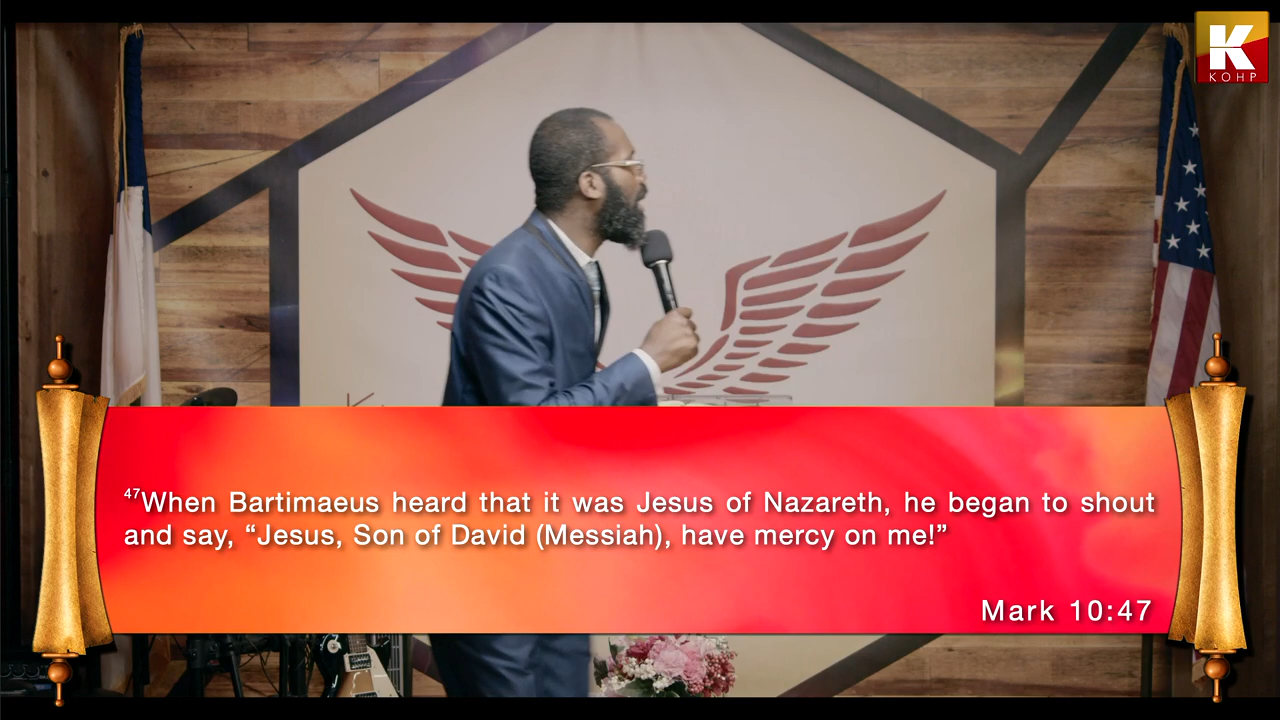 K
KOHP
⁴⁷When Bartimaeus heard that it was Jesus of Nazareth, he began to shout
and say, “Jesus, Son of David (Messiah), have mercy on me!”
Mark 10:47